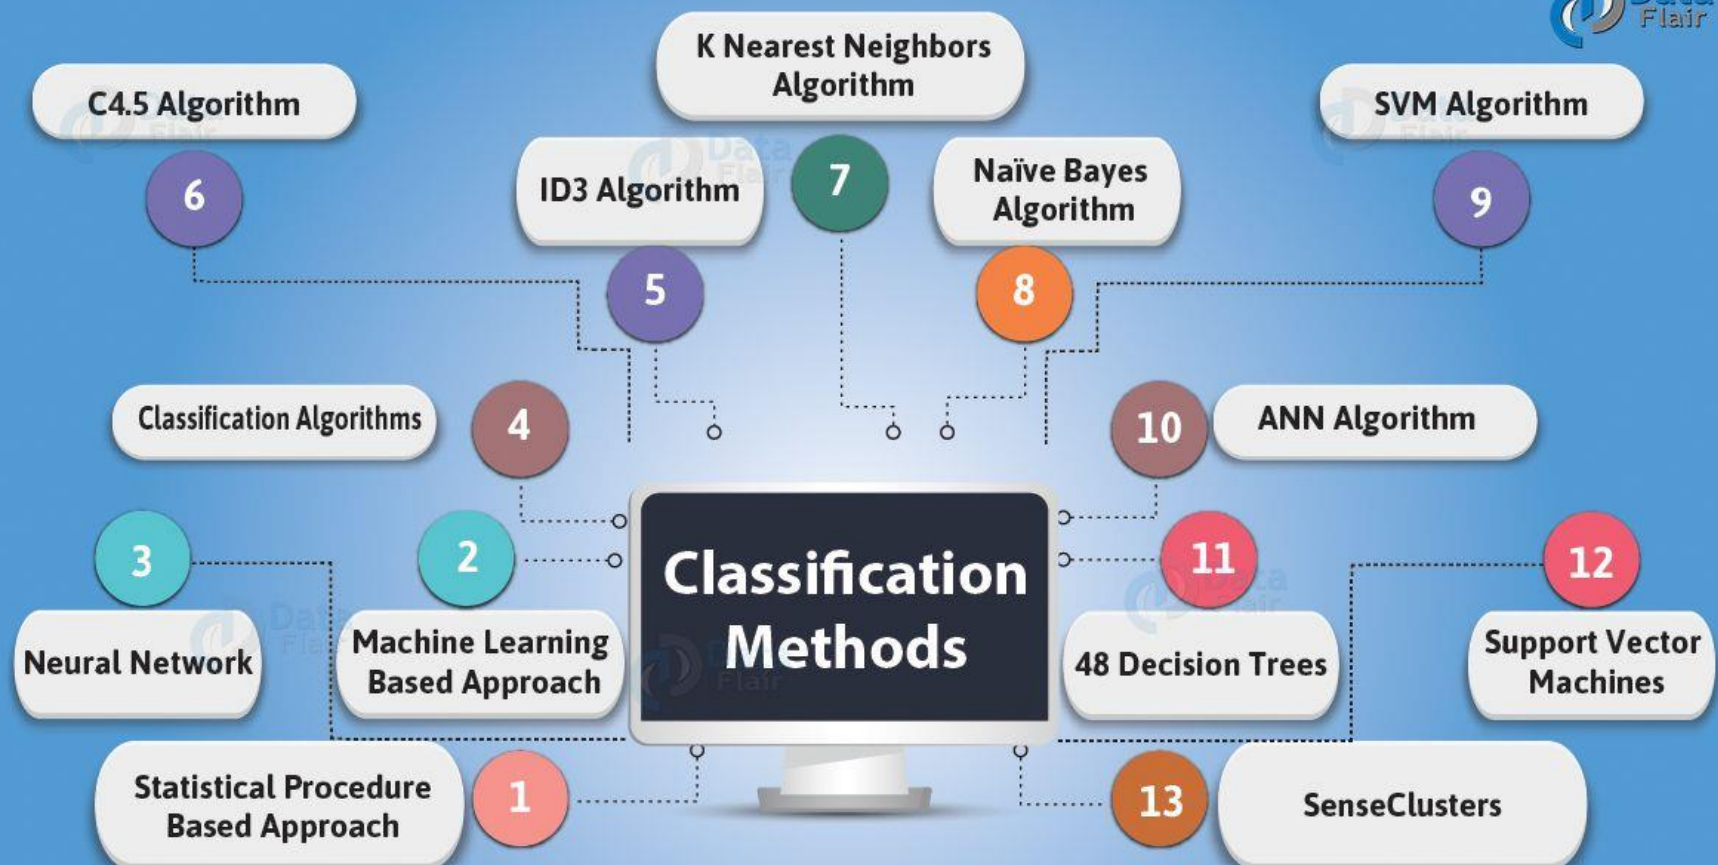 Data
Flair
K Nearest Neighbors
Algorithm
C4.5 Algorithm
SVM Algorithm
6
ID3 Algorithm
7
Naïve Bayes
Algorithm
9
5
8
Classification Algorithms
4
10
ANN Algorithm
3
2
Classification
Methods
11
12
Neural Network
Machine Learning
Based Approach
48 Decision Trees
Support Vector
Machines
Statistical Procedure
Based Approach
1
13
SenseClusters